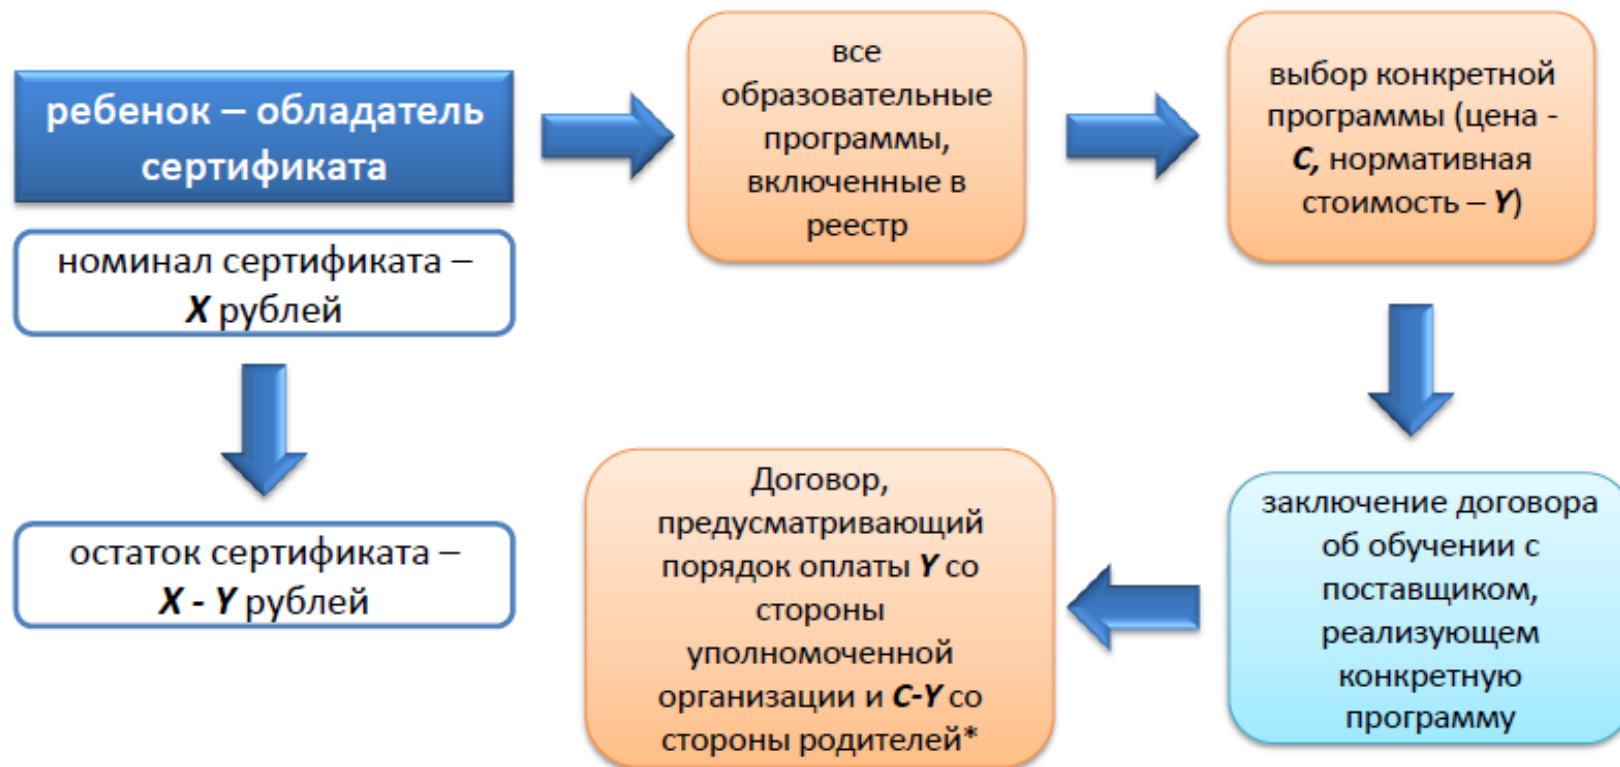 ребенок – обладатель
сертификата
номинал сертификата –
X рублей
остаток сертификата –
X - Y рублей
все
образовательные
программы,
включенные в
реестр
выбор конкретной
программы (цена -
С, нормативная
стоимость – Y)
заключение договора
об обучении с
поставщиком,
реализующем
конкретную
программу
Договор,
предусматривающий
порядок оплаты Y со
стороны
уполномоченной
организации и С-Y со
стороны родителей*